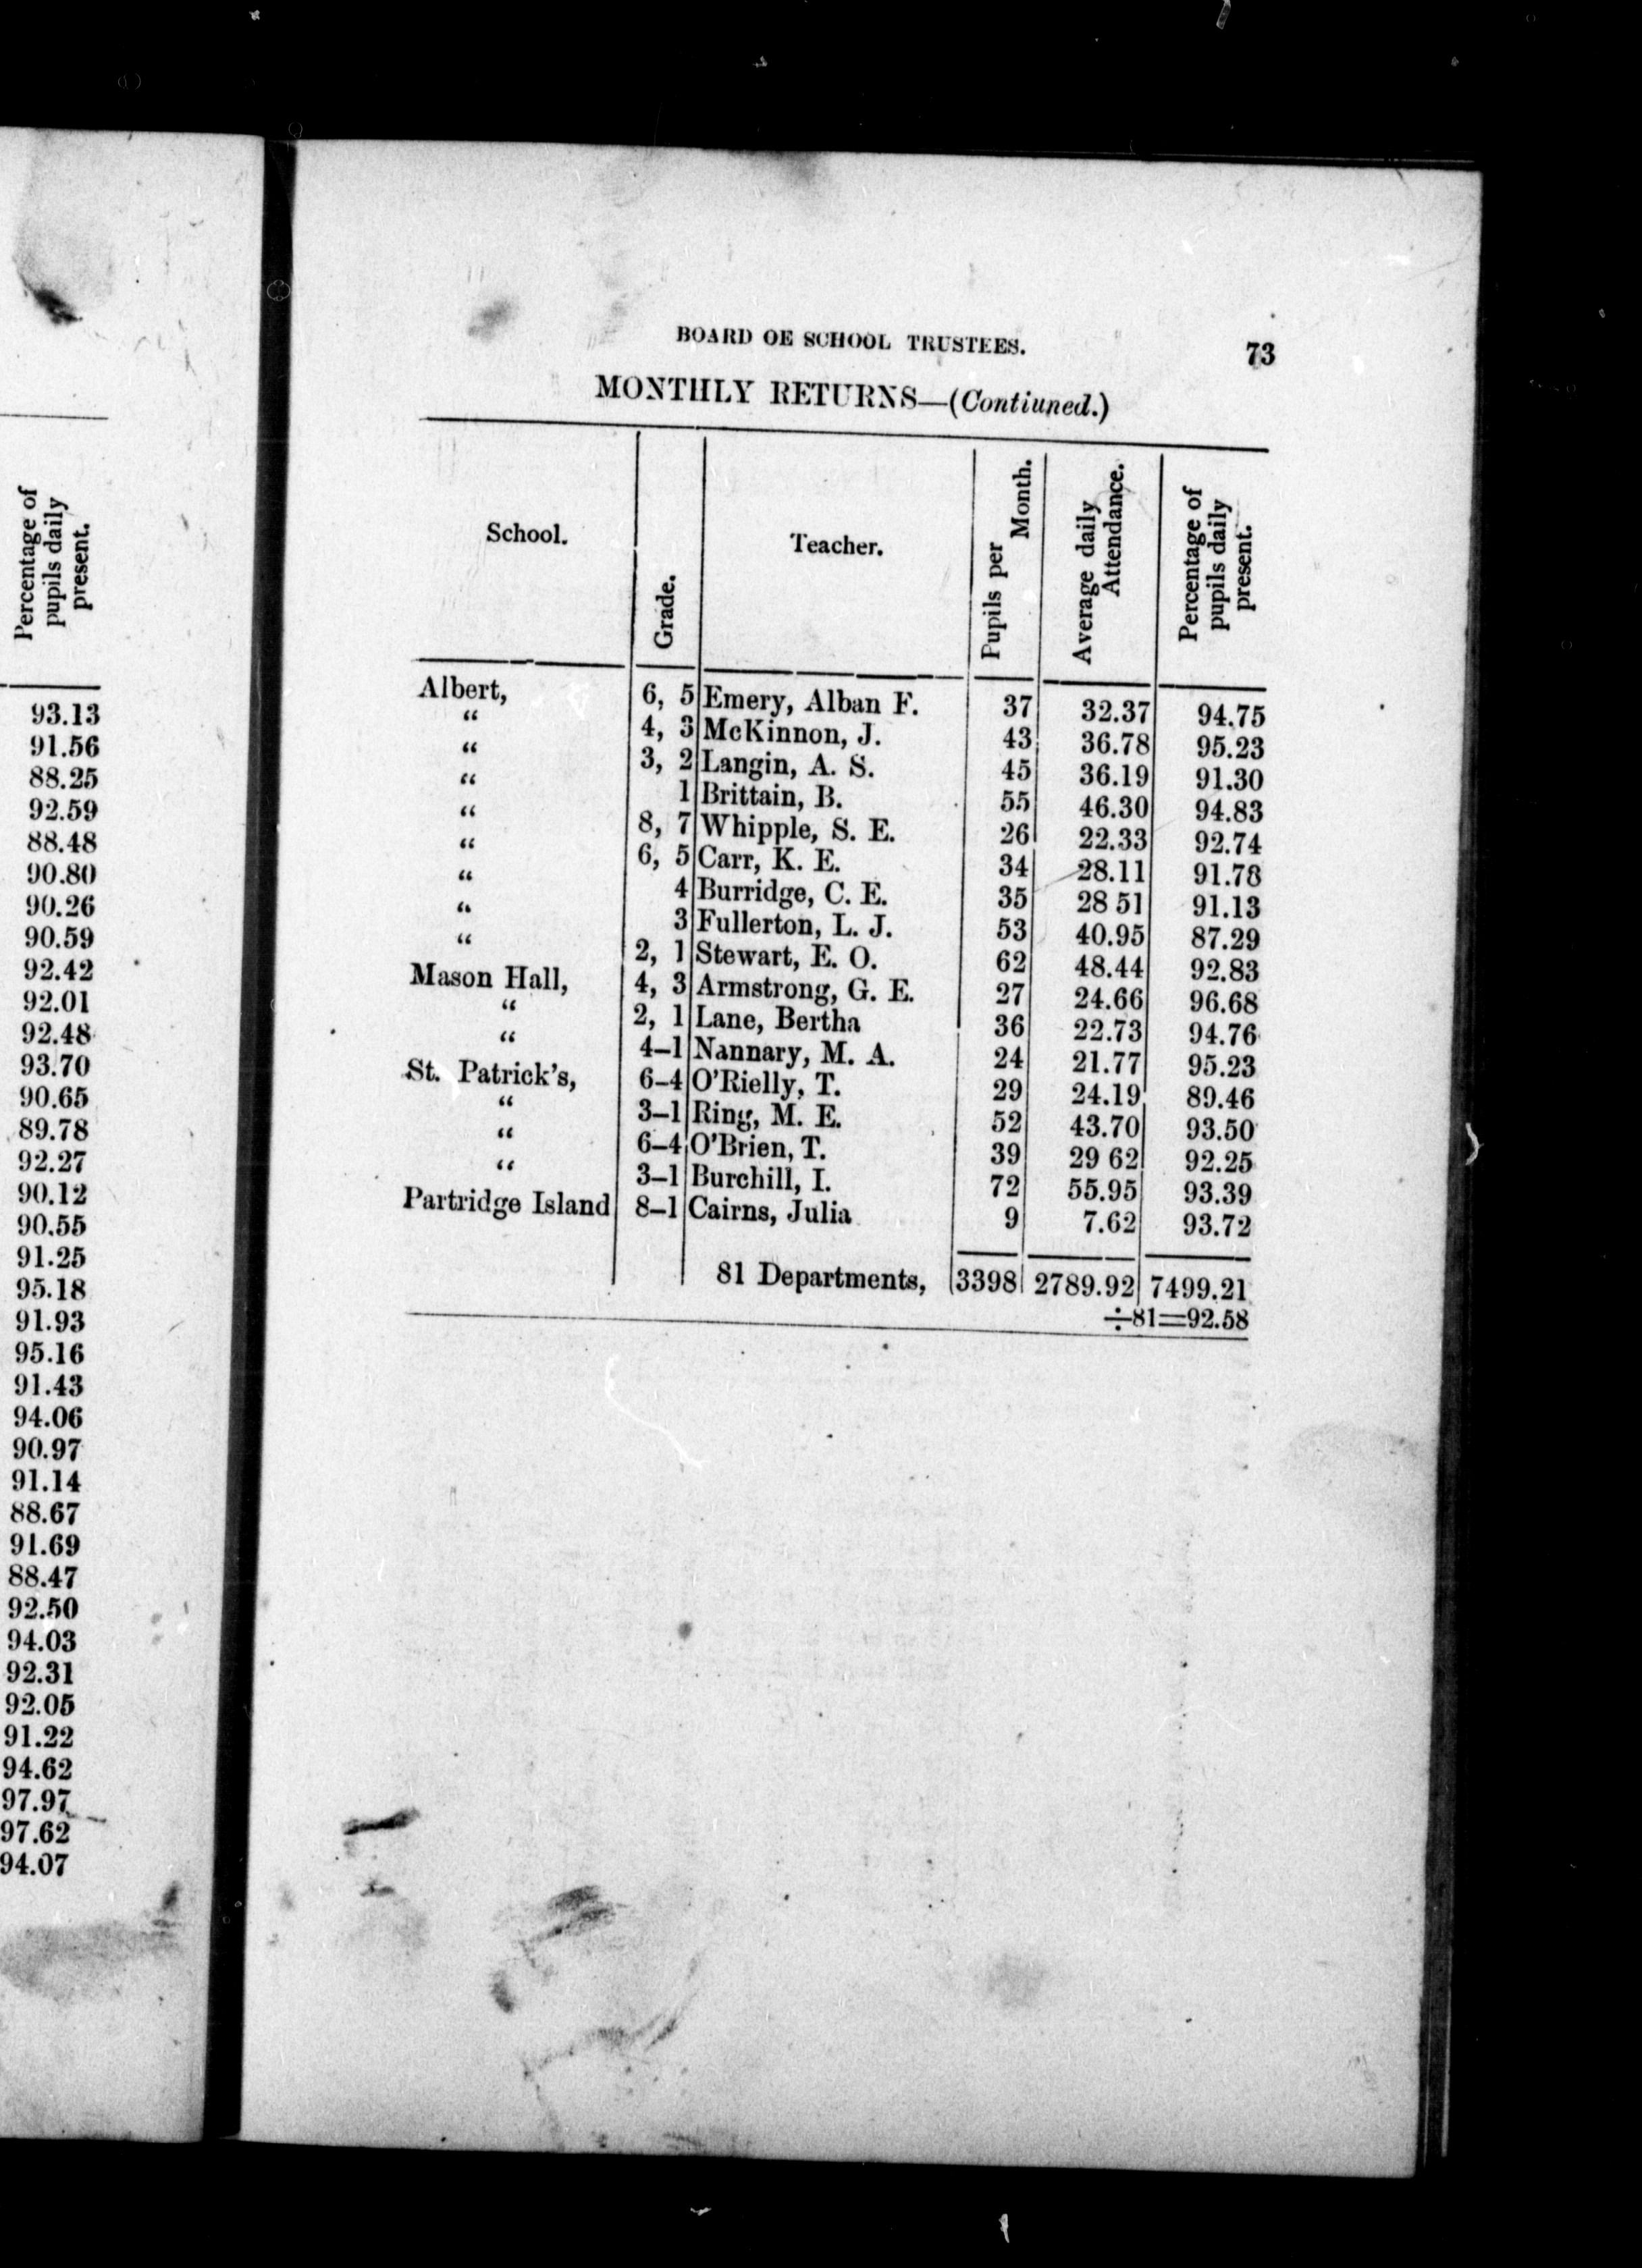 Percentage of
pupils daily
present.
93.13
91.56
88.25
92.59
88.48
90.80
90.26
90.59
92.42
92.01
92.48
93.70
90.65
89.78
92.27
90.12
90.55
91.25
95.18
91.93
95.16
91.43
94.06
90.97
91.14
88.67
91.69
88.47
92.50
94.03
92.31
92.05
91.22
94.62
97.97
97.62
94.07
BOARD OE SCHOOL TRUSTEES. 73
MONTHLY RETURNS—(Contiuned.)
School. Grade. Teacher. Pupils per Month. Average daily Attendance. Percentage of pupils daily present.
Albert, 6, 5 Emery, Alban F. 37 32.37 94.75
“ 4, 3 McKinnon, J. 43 36.78 95.23
“ 3, 2 Langin, A. S. 45 36.19 91.30
“ 1 Brittain, B. 55 46.30 94.83
“ 8, 7 Whipple, S. E. 26 22.33 92.74
“ 6, 5 Carr, K. E. 34 28.11 91.78
“ 4 Burridge, C. E. 35 28 51 91.13
“ 3 Fullerton, L. J. 53 40.95 87.29
“ 2, 1 Stewart, E. O. 62 48.44 92.83
Mason Hall, 4, 3 Armstrong, G. E. 27 24.66 96.68
“ 2, 1 Lane, Bertha 36 22.73 94.76
“ 4–1 Nannary, M. A. 24 21.77 95.23
St. Patrick's, 6–4 O'Rielly, T. 29 24.19 89.46
“ 3–1 Ring, M. E. 52 43.70 93.50
“ 6–4 O'Brien, T. 39 29 62 92.25
“ 3–1 Burchill, I. 72 55.95 93.39
Partridge Island 8–1 Cairns, Julia 9 7.62 93.72
81 Departments, 3398 2789.92 7499.21
÷81=92.58